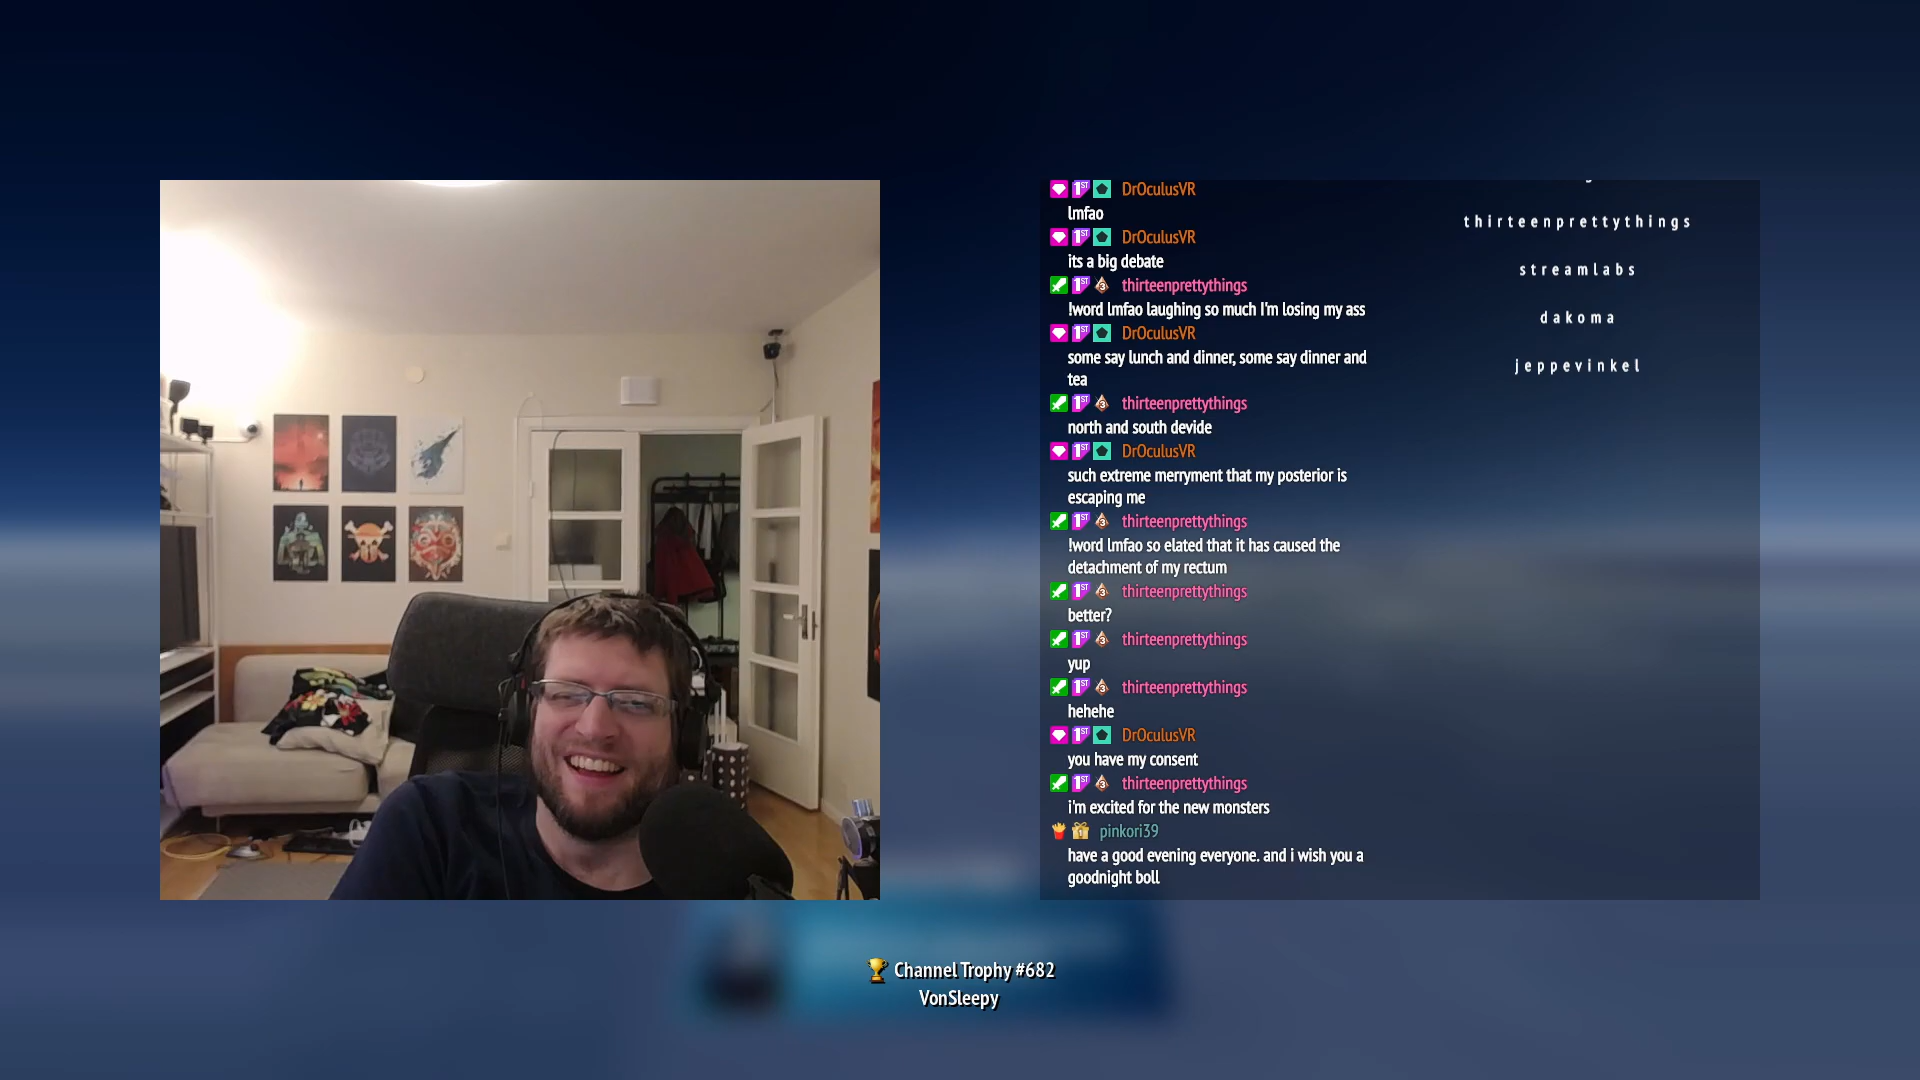 DrOculusVR
lmfao
DrOculusVR
its a big debate
thirteenprettythings
!word lmfao laughing so much I'm losing my ass
DrOculusVR
some say lunch and dinner, some say dinner and
tea
thirteenprettythings
north and south devide
DrOculusVR
such extreme merryment that my posterior is
escaping me
thirteenprettythings
!word lmfao so elated that it has caused the
detachment of my rectum
thirteenprettythings
better?
thirteenprettythings
yup
thirteenprettythings
hehehe
DrOculusVR
you have my consent
thirteenprettythings
i'm excited for the new monsters
pinkori39
have a good evening everyone. and i wish you a
goodnight boll
thirteenprettythings
streamlabs
dakoma
jeppevinkel
Channel Trophy #682
VonSleepy